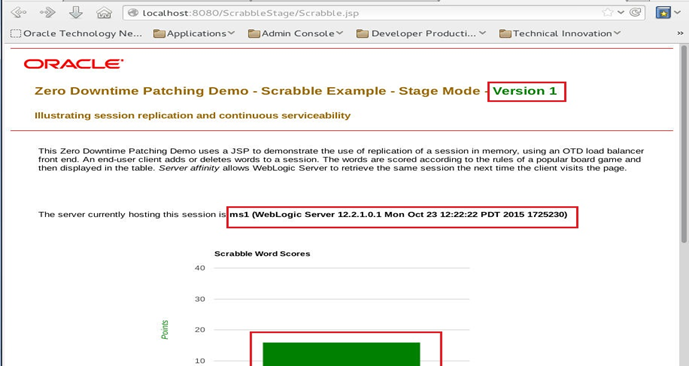 localhost:8080/ScrabbleStage/Scrabble.jsp
Oracle Technology Ne... Applications Admin Console Developer Producti... Technical Innovation »
ORACLE
Zero Downtime Patching Demo - Scrabble Example - Stage Mode - Version 1
Illustrating session replication and continuous serviceability
This Zero Downtime Patching Demo uses a JSP to demonstrate the use of replication of a session in memory, using an OTD load balancer
front end. An end-user client adds or deletes words to a session. The words are scored according to the rules of a popular board game and
then displayed in the table. Server affinity allows WebLogic Server to retrieve the same session the next time the client visits the page.
The server currently hosting this session is ms1 (WebLogic Server 12.2.1.0.1 Mon Oct 23 12:22:22 PDT 2015 1725230)
Scrabble Word Scores
40
30
Points
20
10